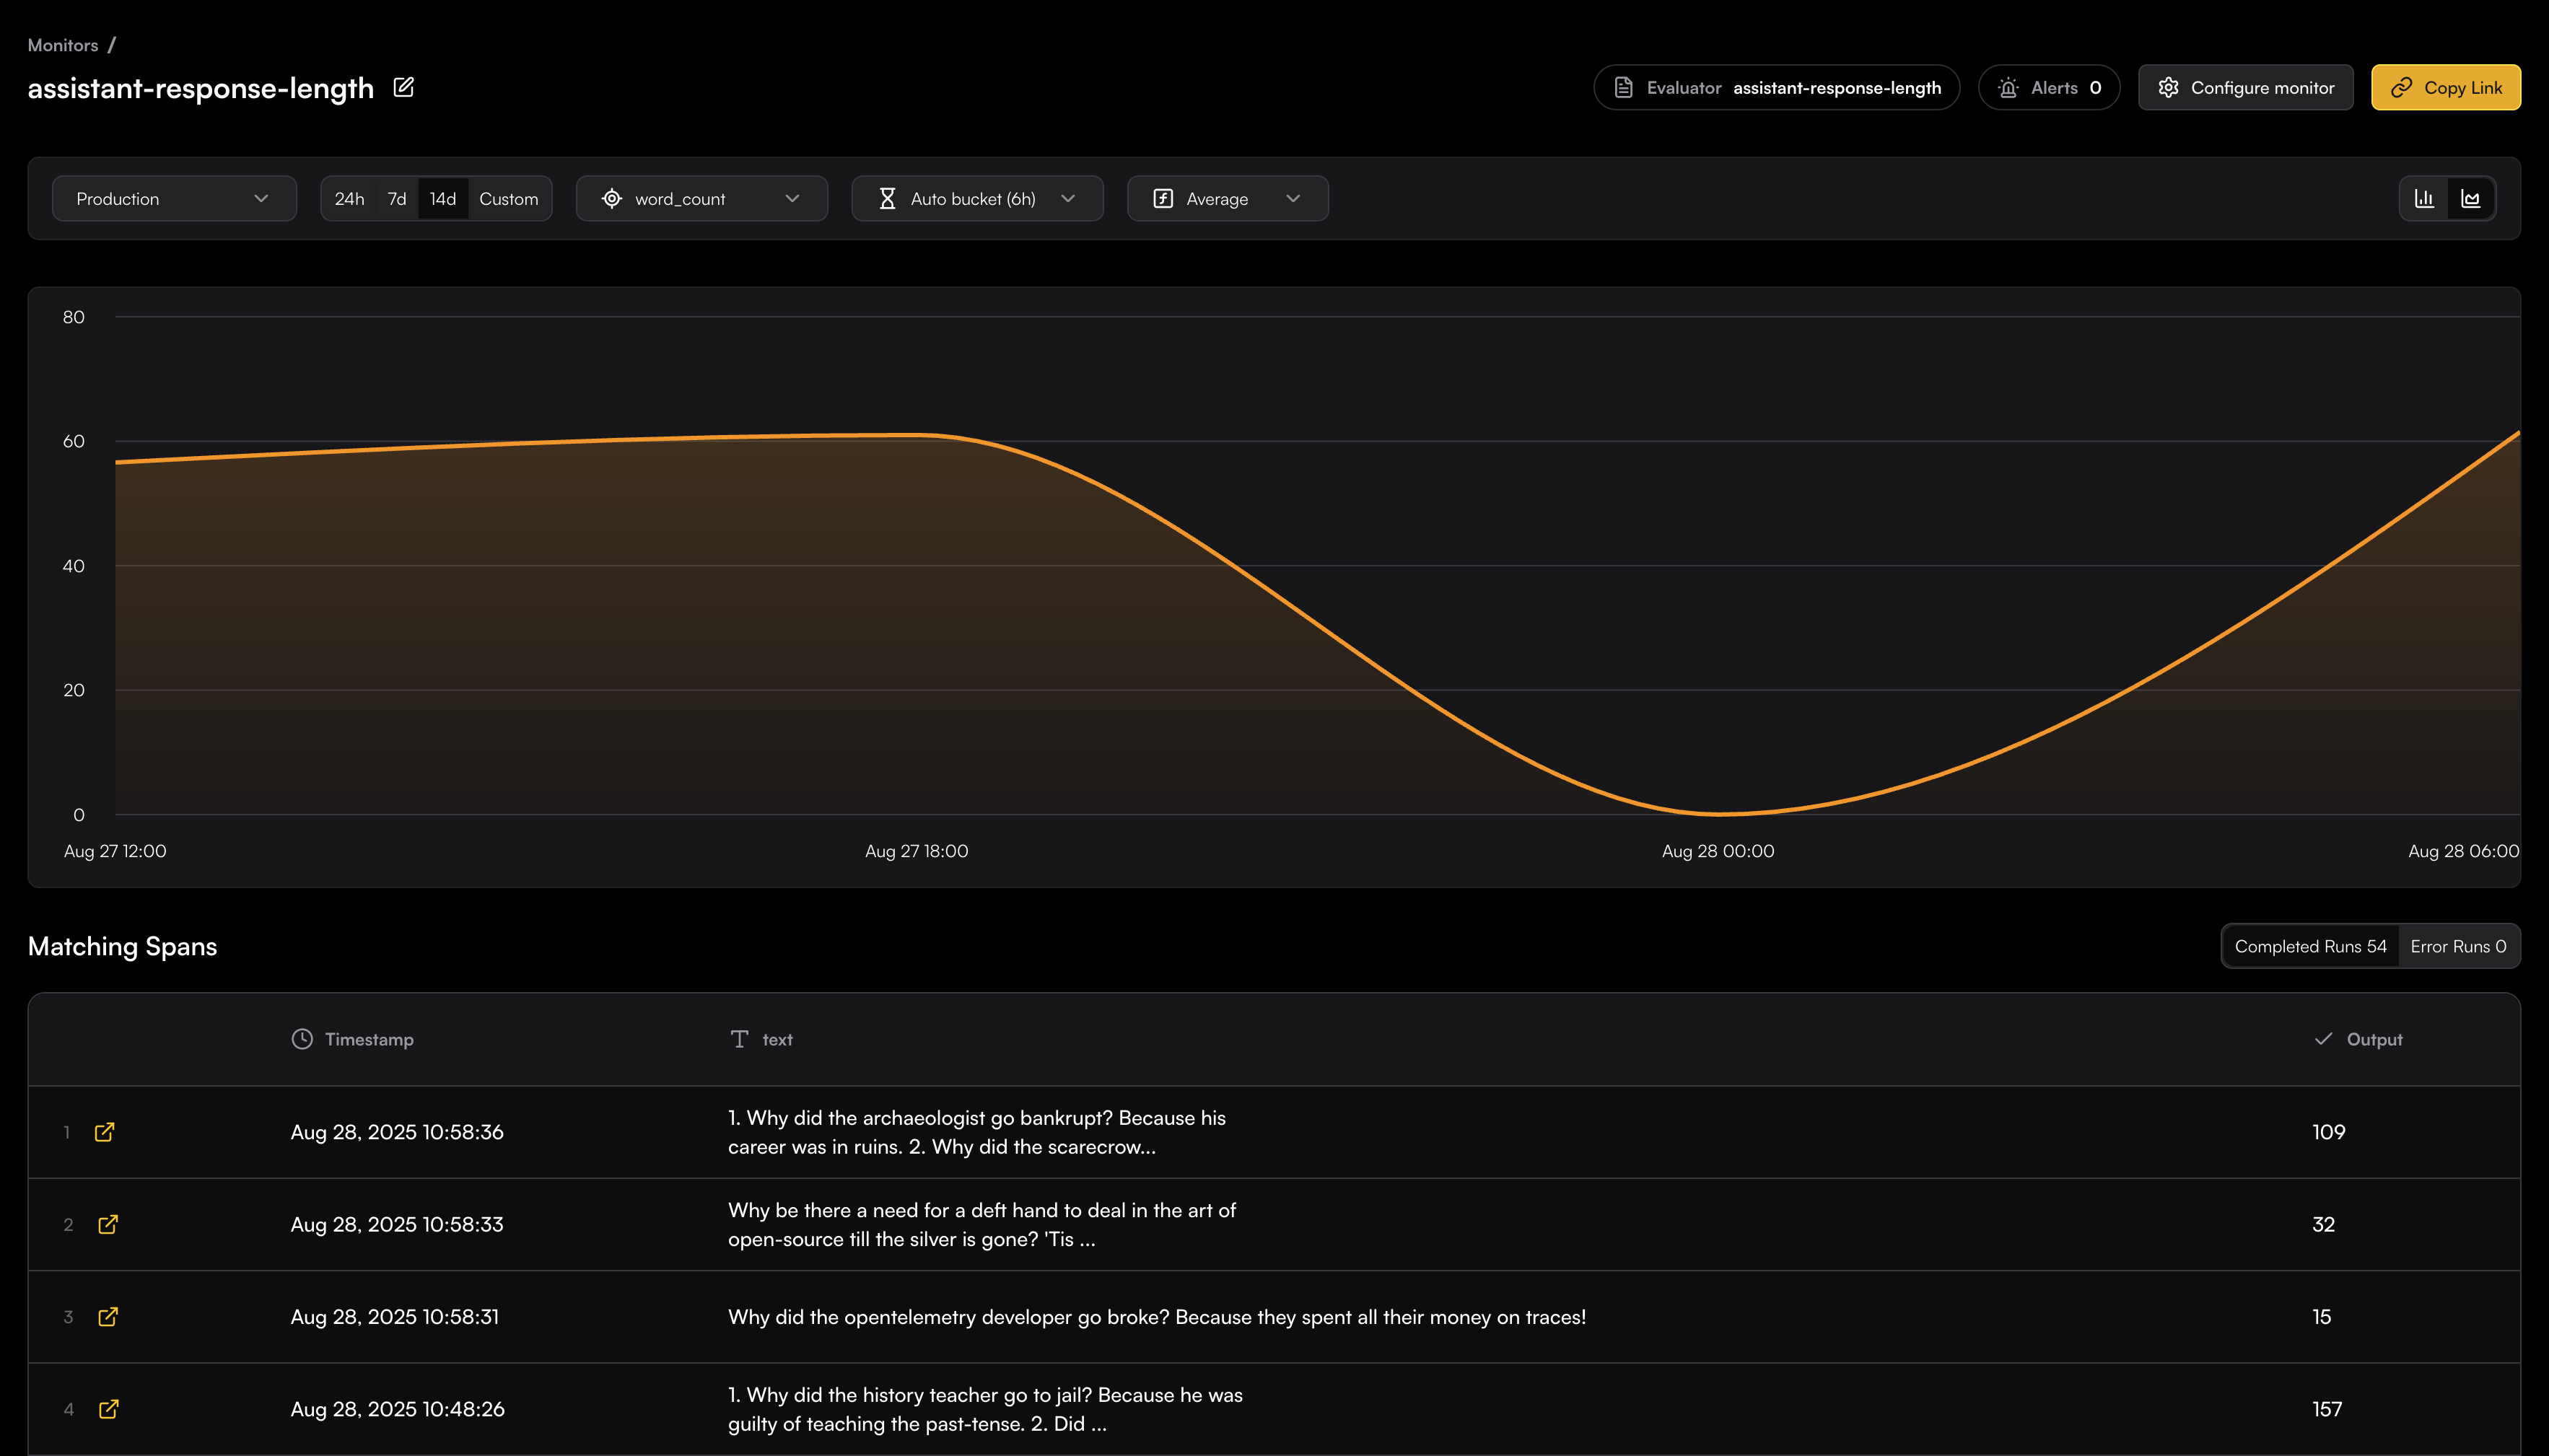 Monitors /
assistant-response-length
Evaluator assistant-response-length
Alerts 0
Configure monitor
Copy Link
Production
24h 7d 14d Custom
word_count
Auto bucket (6h)
Average
80
60
40
20
0
Aug 27 12:00 Aug 27 18:00 Aug 28 00:00 Aug 28 06:00
Matching Spans
Completed Runs 54 Error Runs 0
Timestamp text Output
1 Aug 28, 2025 10:58:36 1. Why did the archaeologist go bankrupt? Because his
career was in ruins. 2. Why did the scarecrow... 109
2 Aug 28, 2025 10:58:33 Why be there a need for a deft hand to deal in the art of
open-source till the silver is gone? 'Tis ... 32
3 Aug 28, 2025 10:58:31 Why did the opentelemetry developer go broke? Because they spent all their money on traces! 15
4 Aug 28, 2025 10:48:26 1. Why did the history teacher go to jail? Because he was
guilty of teaching the past-tense. 2. Did ... 157